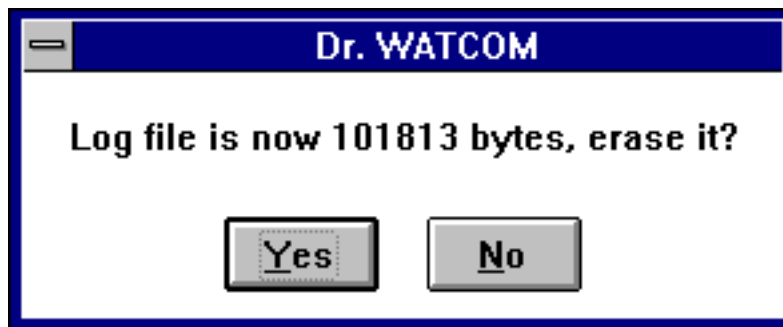 Dr. WATCOM
Log file is now 101813 bytes, erase it?
Yes No